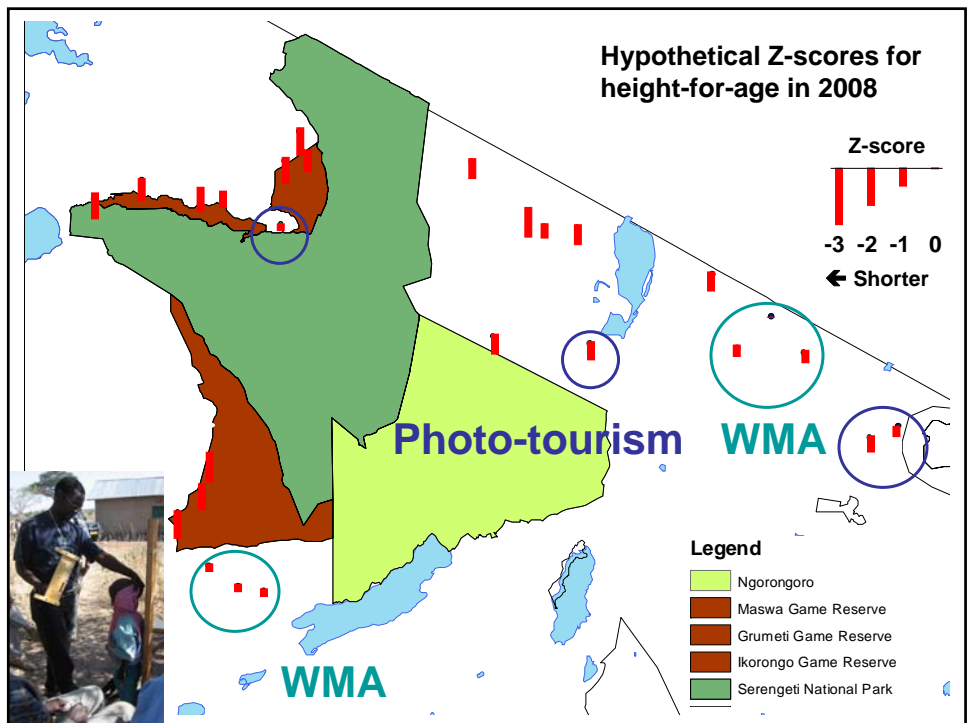 Hypothetical Z-scores for
height-for-age in 2008
Z-score
-3 -2 -1 0
← Shorter
Photo-tourism
WMA
WMA
Legend
Ngorongoro
Maswa Game Reserve
Grumeti Game Reserve
Ikorongo Game Reserve
Serengeti National Park